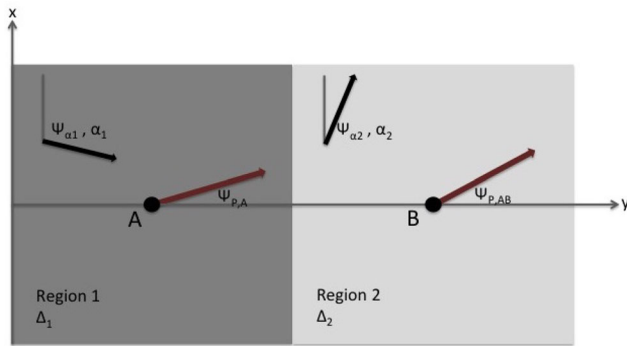 x
Ψα1 , α1
Ψα2 , α2
ΨP,A
ΨP,AB
A
B
y
Region 1
Δ1
Region 2
Δ2